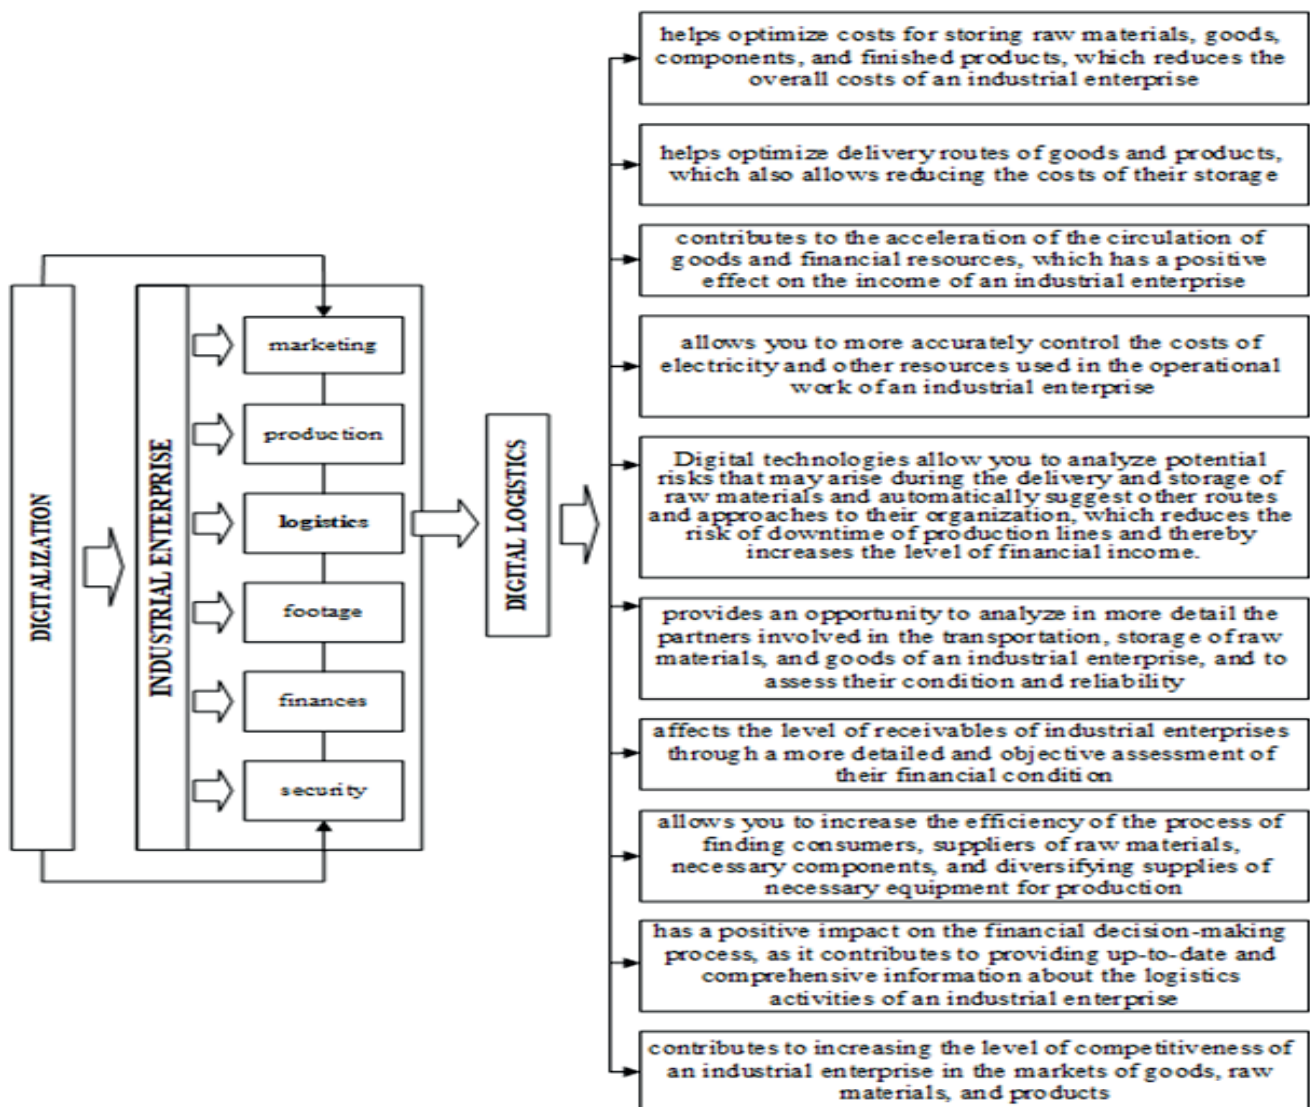 DIGITALIZATION
INDUSTRIAL ENTERPRISE
marketing
production
logistics
footage
finances
security
DIGITAL LOGISTICS
helps optimize costs for storing raw materials, goods,
components, and finished products, which reduces the
overall costs of an industrial enterprise
helps optimize delivery routes of goods and products,
which also allows reducing the costs of their storage
contributes to the acceleration of the circulation of
goods and financial resources, which has a positive
effect on the income of an industrial enterprise
allows you to more accurately control the costs of
electricity and other resources used in the operational
work of an industrial enterprise
Digital technologies allow you to analyze potential
risks that may arise during the delivery and storage of
raw materials and automatically suggest other routes
and approaches to their organization, which reduces the
risk of downtime of production lines and thereby
increases the level of financial income.
provides an opportunity to analyze in more detail the
partners involved in the transportation, storage of raw
materials, and goods of an industrial enterprise, and to
assess their condition and reliability
affects the level of receivables of industrial enterprises
through a more detailed and objective assessment of
their financial condition
allows you to increase the efficiency of the process of
finding consumers, suppliers of raw materials,
necessary components, and diversifying supplies of
necessary equipment for production
has a positive impact on the financial decision-making
process, as it contributes to providing up-to-date and
comprehensive information about the logistics
activities of an industrial enterprise
contributes to increasing the level of competitiveness of
an industrial enterprise in the markets of goods, raw
materials, and products